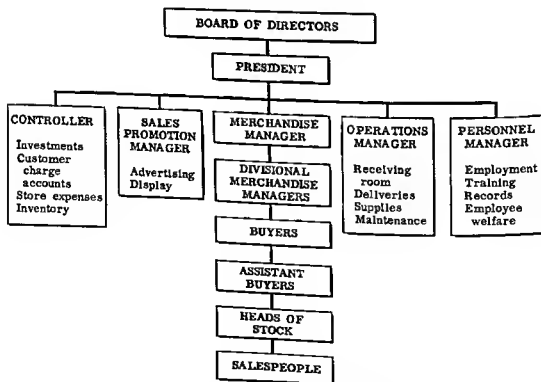 BOARD OF DIRECTORS
PRESIDENT
CONTROLLER
Investments
Customer
charge
accounts
Store expenses
Inventory
SALES
PROMOTION
MANAGER
Advertising
Display
MERCHANDISE
MANAGER
DIVISIONAL
MERCHANDISE
MANAGERS
BUYERS
ASSISTANT
BUYERS
HEADS OF
STOCK
SALESPEOPLE
OPERATIONS
MANAGER
Receiving
room
Deliveries
Supplies
Maintenance
PERSONNEL
MANAGER
Employment
Training
Records
Employee
welfare